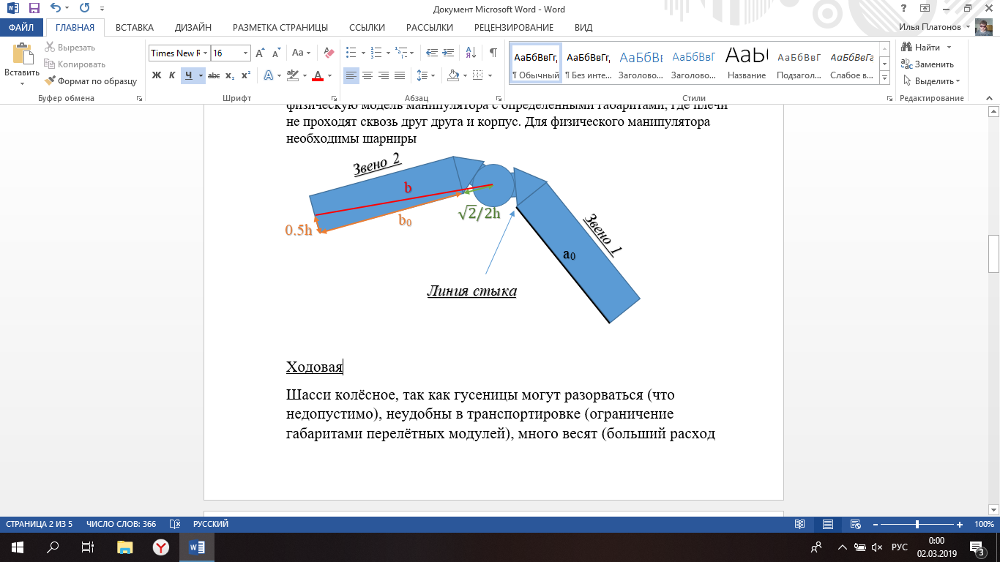 Документ Microsoft Word - Word
ФАЙЛ ГЛАВНАЯ ВСТАВКА ДИЗАЙН РАЗМЕТКА СТРАНИЦЫ ССЫЛКИ РАССЫЛКИ РЕЦЕНЗИРОВАНИЕ ВИД Илья Платонов
Вставить
Вырезать
Копировать
Формат по образцу
Буфер обмена
Times New R 16
Ж К Ч abc x₂ x²
Шрифт
Абзац
АаБбВвГг, АаБбВвГг, АаБбВв АаБбВвГ АаБ АаБбВвГ АаБбВвГг
¶ Обычный ¶ Без инте... Заголово... Заголово... Название Подзагол... Слабое в...
Стили
Найти
Заменить
Выделить
Редактирование
физическую модель манипулятора с определенными габаритами, где плечи
не проходят сквозь друг друга и корпус. Для физического манипулятора
необходимы шарниры
Звено 2
b
√2/2h
b₀
0.5h
Звено 1
a₀
Линия стыка
Ходовая
Шасси колёсное, так как гусеницы могут разорваться (что
недопустимо), неудобны в транспортировке (ограничение
габаритами перелётных модулей), много весят (больший расход
СТРАНИЦА 2 ИЗ 5 ЧИСЛО СЛОВ: 366 РУССКИЙ 100%
РУС
0:00
02.03.2019
3